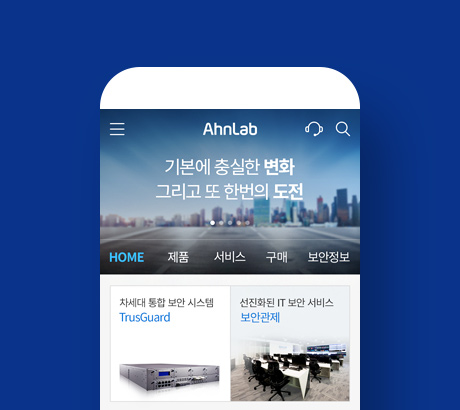 AhnLab
기본에 충실한 변화
그리고 또 한번의 도전
HOME 제품 서비스 구매 보안정보
차세대 통합 보안 시스템
TrusGuard
선진화된 IT 보안 서비스
보안관제